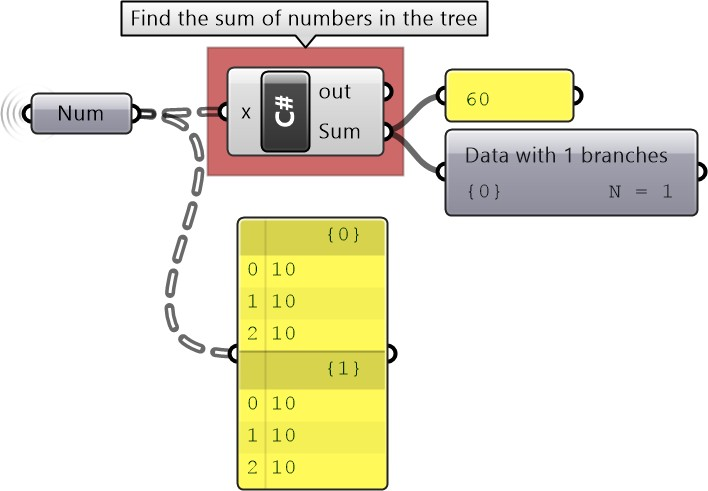 Find the sum of numbers in the tree
Num
x
C#
out
Sum
60
Data with 1 branches
{0} N = 1
{0}
0 10
1 10
2 10
{1}
0 10
1 10
2 10